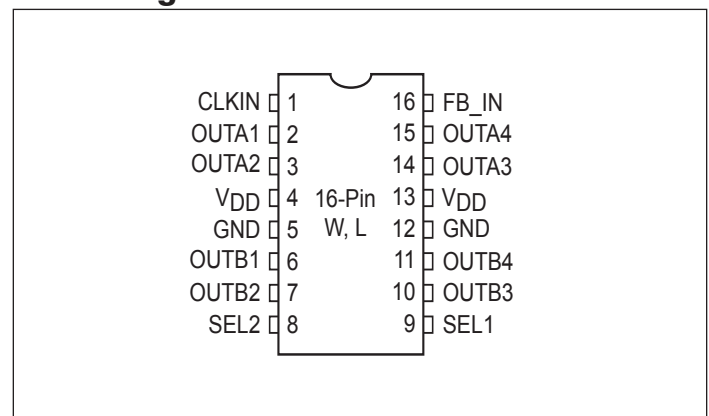 CLKIN 1 16 FB_IN
OUTA1 2 15 OUTA4
OUTA2 3 14 OUTA3
VDD 4 16-Pin 13 VDD
GND 5 W, L 12 GND
OUTB1 6 11 OUTB4
OUTB2 7 10 OUTB3
SEL2 8 9 SEL1